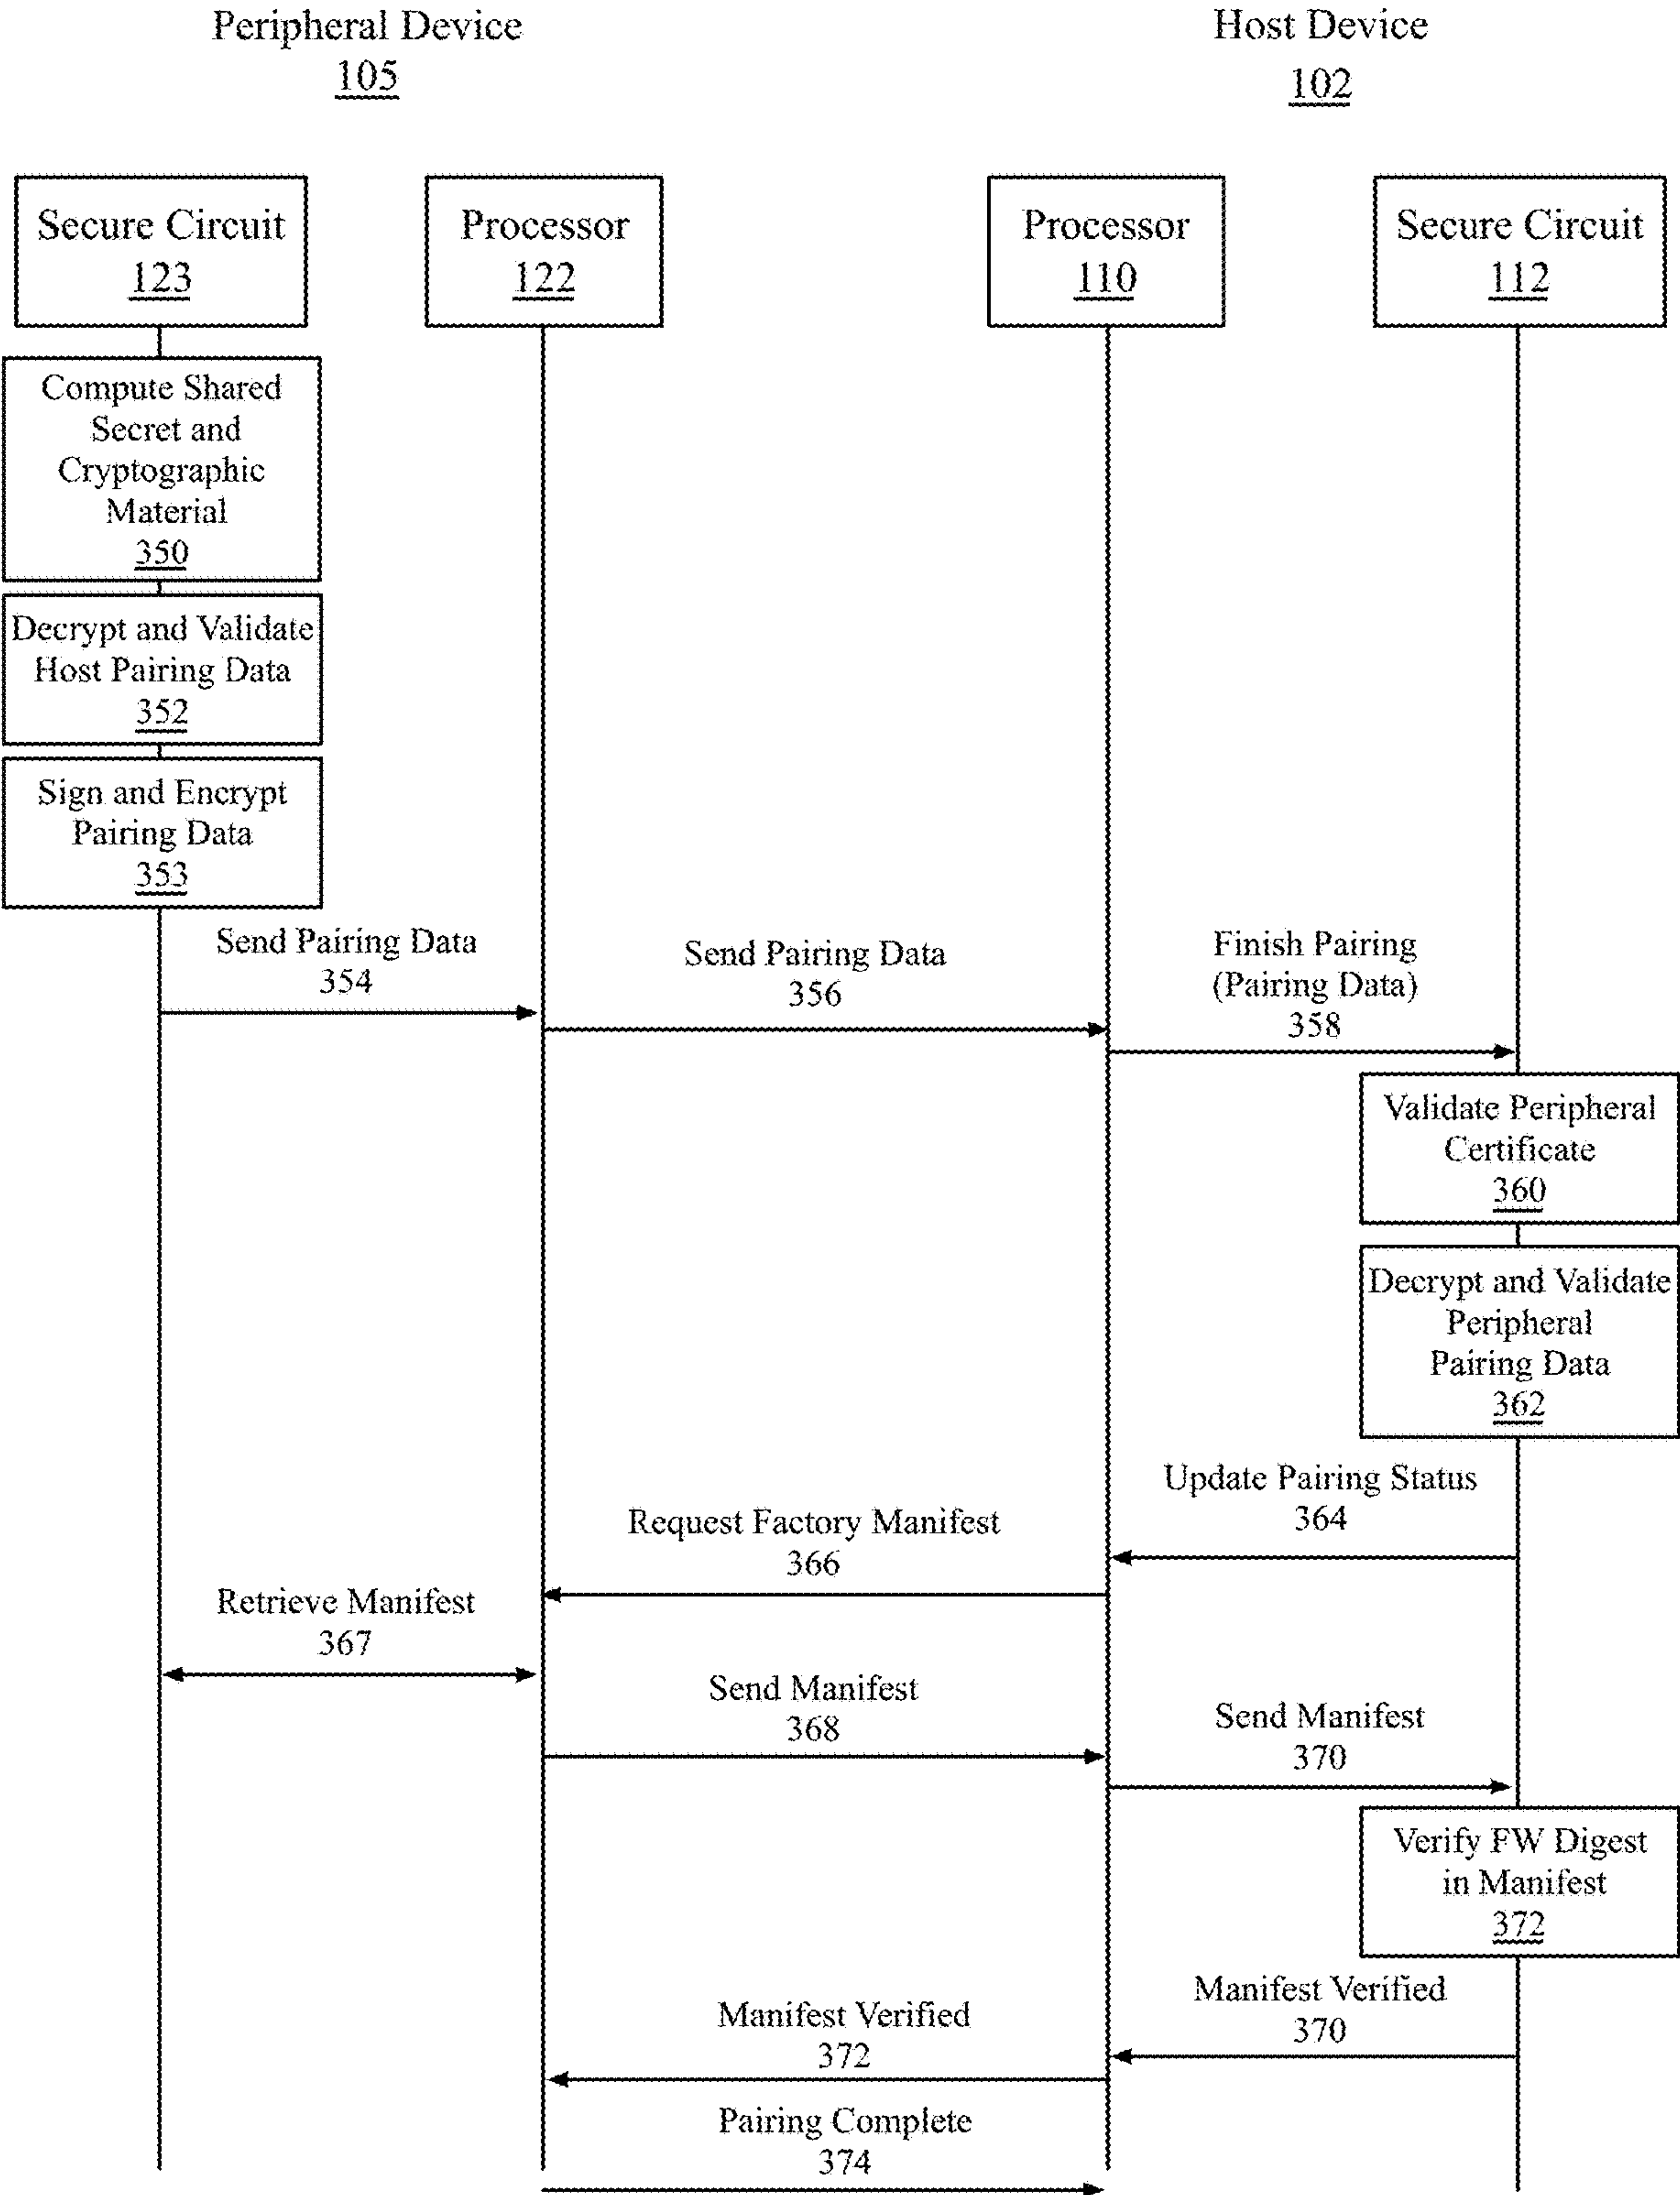 Peripheral Device
105
Host Device
102
Secure Circuit
123
Processor
122
Processor
110
Secure Circuit
112
Compute Shared
Secret and
Cryptographic
Material
350
Decrypt and Validate
Host Pairing Data
352
Sign and Encrypt
Pairing Data
353
Send Pairing Data
354
Send Pairing Data
356
Finish Pairing
(Pairing Data)
358
Validate Peripheral
Certificate
360
Decrypt and Validate
Peripheral
Pairing Data
362
Update Pairing Status
364
Request Factory Manifest
366
Retrieve Manifest
367
Send Manifest
368
Send Manifest
370
Verify FW Digest
in Manifest
372
Manifest Verified
370
Manifest Verified
372
Pairing Complete
374